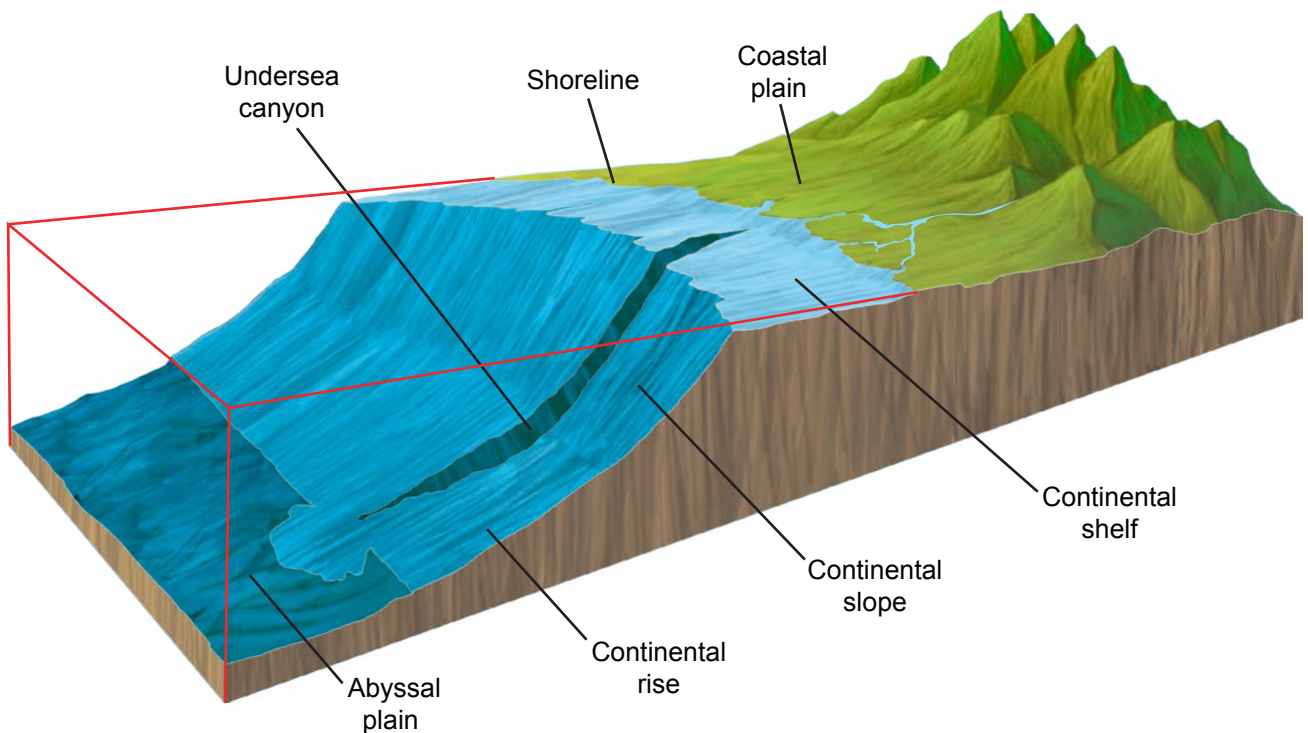 Undersea
canyon
Shoreline
Coastal
plain
Continental
shelf
Continental
slope
Continental
rise
Abyssal
plain